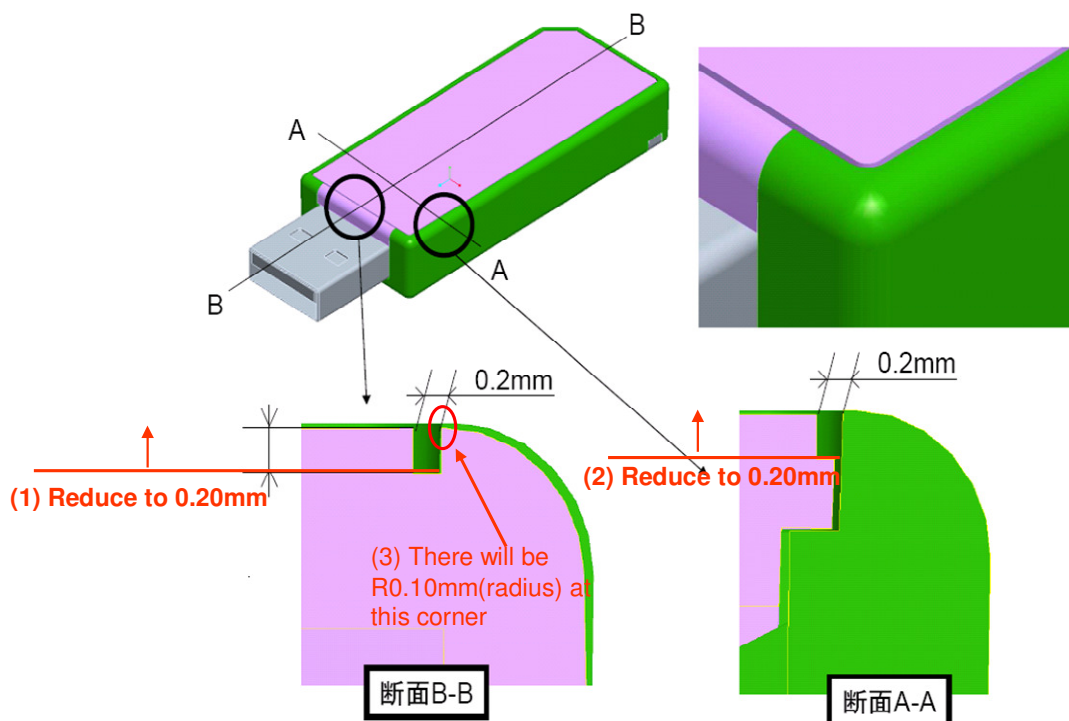 B
A
A
B
0.2mm
0.2mm
(1) Reduce to 0.20mm
(2) Reduce to 0.20mm
(3) There will be
R0.10mm(radius) at
this corner
断面B-B
断面A-A